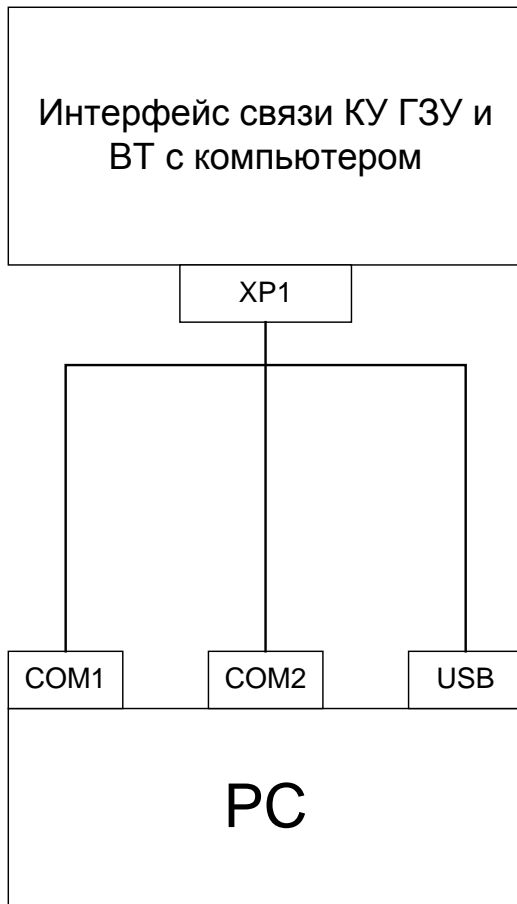 Интерфейс связи КУ ГЗУ и
ВТ с компьютером
XP1
COM1
COM2
USB
PC